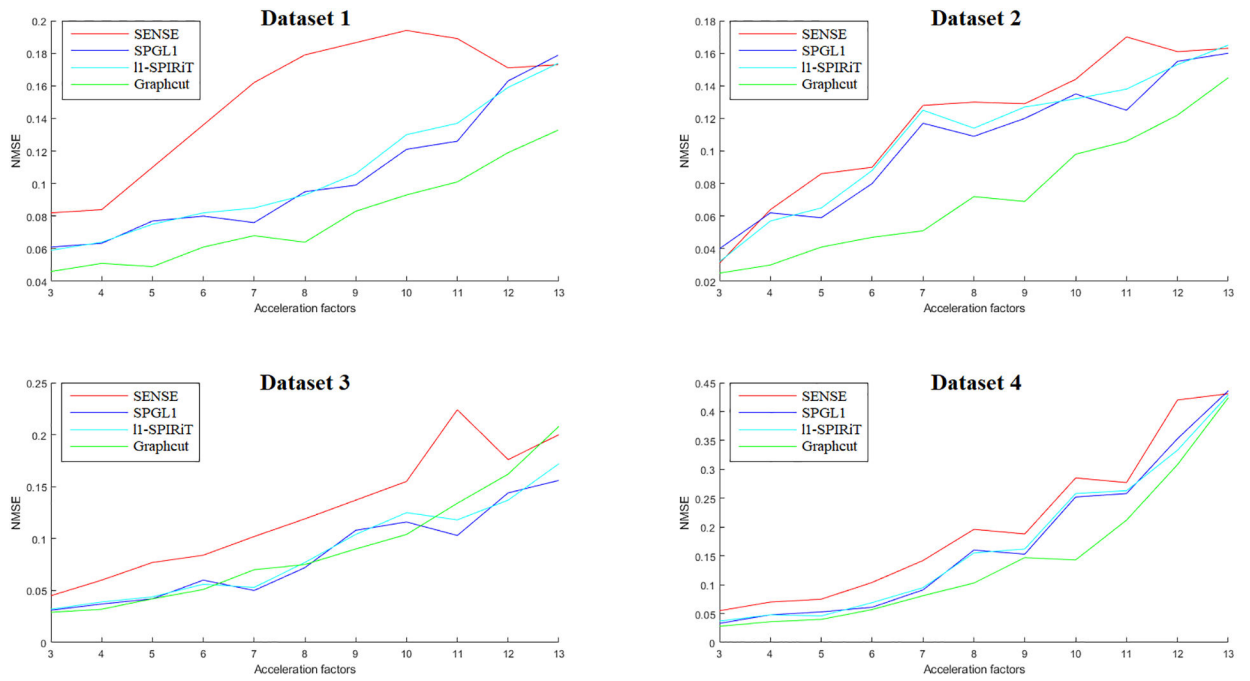 Dataset 1
SENSE
SPGL1
l1-SPIRiT
Graphcut
0.2
0.18
0.16
0.14
0.12
0.1
0.08
0.06
0.04
NMSE
3 4 5 6 7 8 9 10 11 12 13
Acceleration factors
Dataset 2
SENSE
SPGL1
l1-SPIRiT
Graphcut
0.18
0.16
0.14
0.12
0.1
0.08
0.06
0.04
0.02
0
NMSE
3 4 5 6 7 8 9 10 11 12 13
Acceleration factors
Dataset 3
SENSE
SPGL1
l1-SPIRiT
Graphcut
0.25
0.2
0.15
0.1
0.05
0
NMSE
3 4 5 6 7 8 9 10 11 12 13
Acceleration factors
Dataset 4
SENSE
SPGL1
l1-SPIRiT
Graphcut
0.45
0.4
0.35
0.3
0.25
0.2
0.15
0.1
0.05
0
NMSE
3 4 5 6 7 8 9 10 11 12 13
Acceleration factors